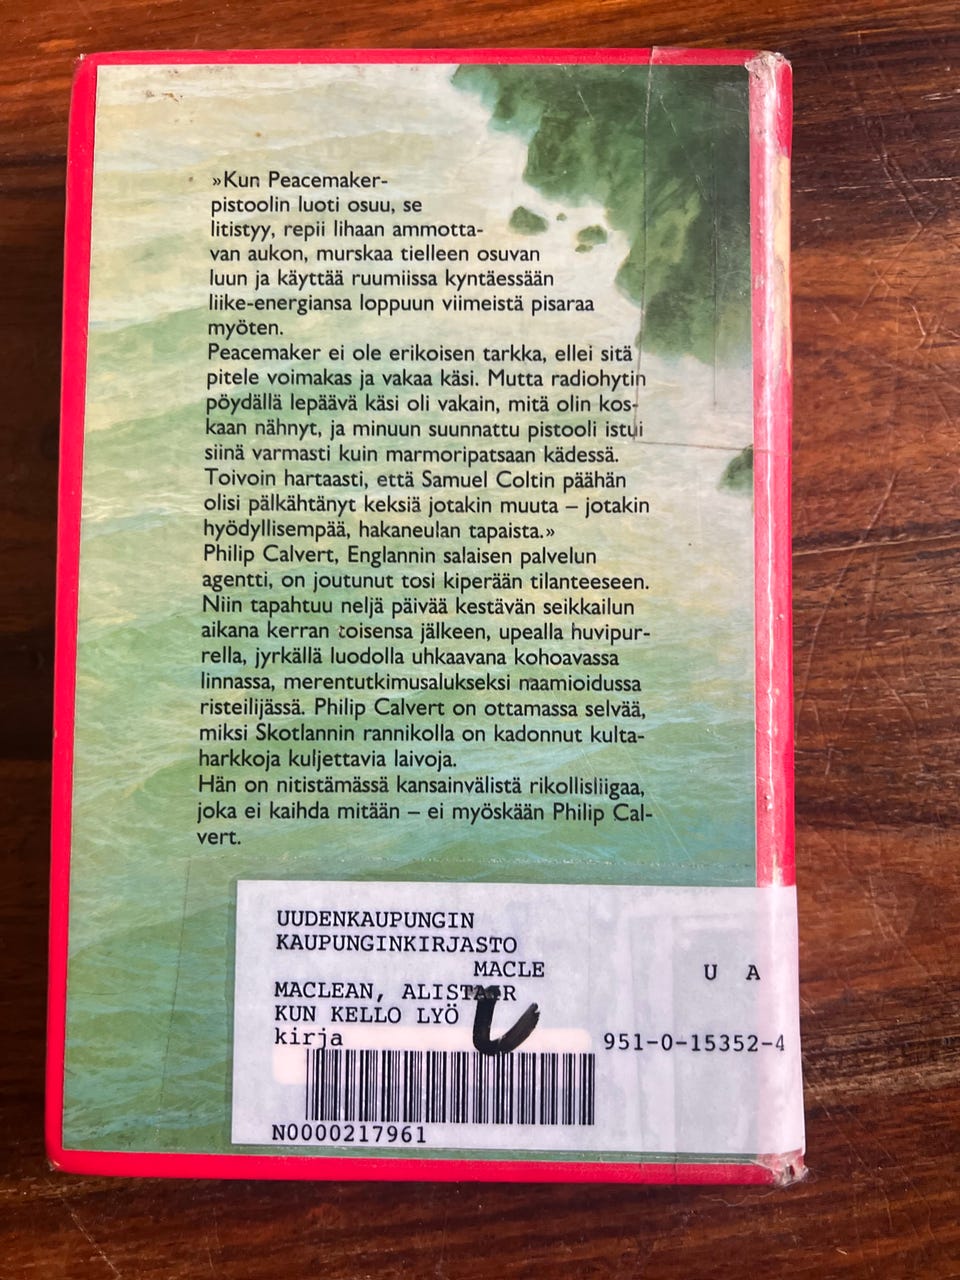 »Kun Peacemaker-
pistoolin luoti osuu, se
litistyy, repii lihaan ammotta-
van aukon, murskaa tielleen osuvan
luun ja käyttää ruumiissa kyntäessään
liike-energiansa loppuun viimeistä pisaraa
myöten.
Peacemaker ei ole erikoisen tarkka, ellei sitä
pitele voimakas ja vakaa käsi. Mutta radiohytin
pöydällä lepäävä käsi oli vakain, mitä olin kos-
kaan nähnyt, ja minuun suunnattu pistooli istui
siinä varmasti kuin marmoripatsaan kädessä.
Toivoin hartaasti, että Samuel Coltin päähän
olisi pälkähtänyt keksiä jotakin muuta – jotakin
hyödyllisempää, hakaneulan tapaista.»
Philip Calvert, Englannin salaisen palvelun
agentti, on joutunut tosi kiperään tilanteeseen.
Niin tapahtuu neljä päivää kestävän seikkailun
aikana kerran toisensa jälkeen, upealla huvipur-
rella, jyrkällä luodolla uhkaavana kohoavassa
linnassa, merentutkimusalukseksi naamioidussa
risteilijässä. Philip Calvert on ottamassa selvää,
miksi Skotlannin rannikolla on kadonnut kulta-
harkkoja kuljettavia laivoja.
Hän on nitistämässä kansainvälistä rikollisliigaa,
joka ei kaihda mitään – ei myöskään Philip Cal-
vert.
UUDENKAUPUNGIN
KAUPUNGINKIRJASTO
MACLE U A
MACLEAN, ALISTAIR
KUN KELLO LYÖ
kirja 951-0-15352-4
N0000217961